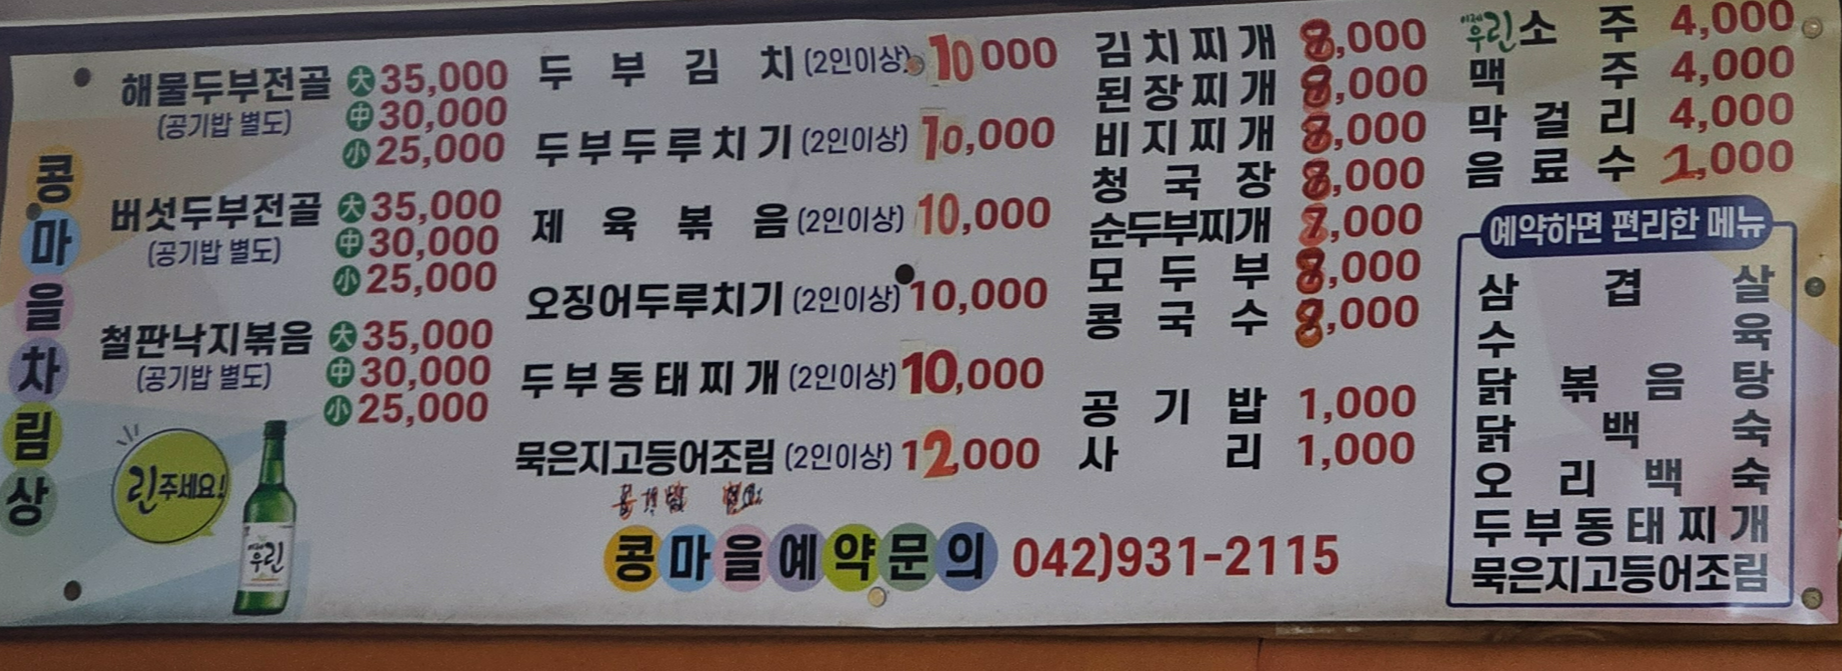 콩마을차림상
해물두부전골 大 35,000
(공기밥 별도) 中 30,000
小 25,000
버섯두부전골 大 35,000
(공기밥 별도) 中 30,000
小 25,000
철판낙지볶음 大 35,000
(공기밥 별도) 中 30,000
小 25,000
린주세요!
이제 우린
두부김치 (2인이상) 10000
두부두루치기 (2인이상) 10,000
제육볶음 (2인이상) 10,000
오징어두루치기 (2인이상) 10,000
두부동태찌개 (2인이상) 10,000
묵은지고등어조림 (2인이상) 12,000
공기밥 별도
김치찌개 8,000
된장찌개 8,000
비지찌개 8,000
청국장 8,000
순두부찌개 7,000
모두부 8,000
콩국수 8,000
공기밥 1,000
사리 1,000
이제우린소주 4,000
맥주 4,000
막걸리 4,000
음료수 1,000
예약하면 편리한 메뉴
삼겹살
수육
닭볶음탕
닭백숙
오리백숙
두부동태찌개
묵은지고등어조림
콩마을예약문의 042)931-2115